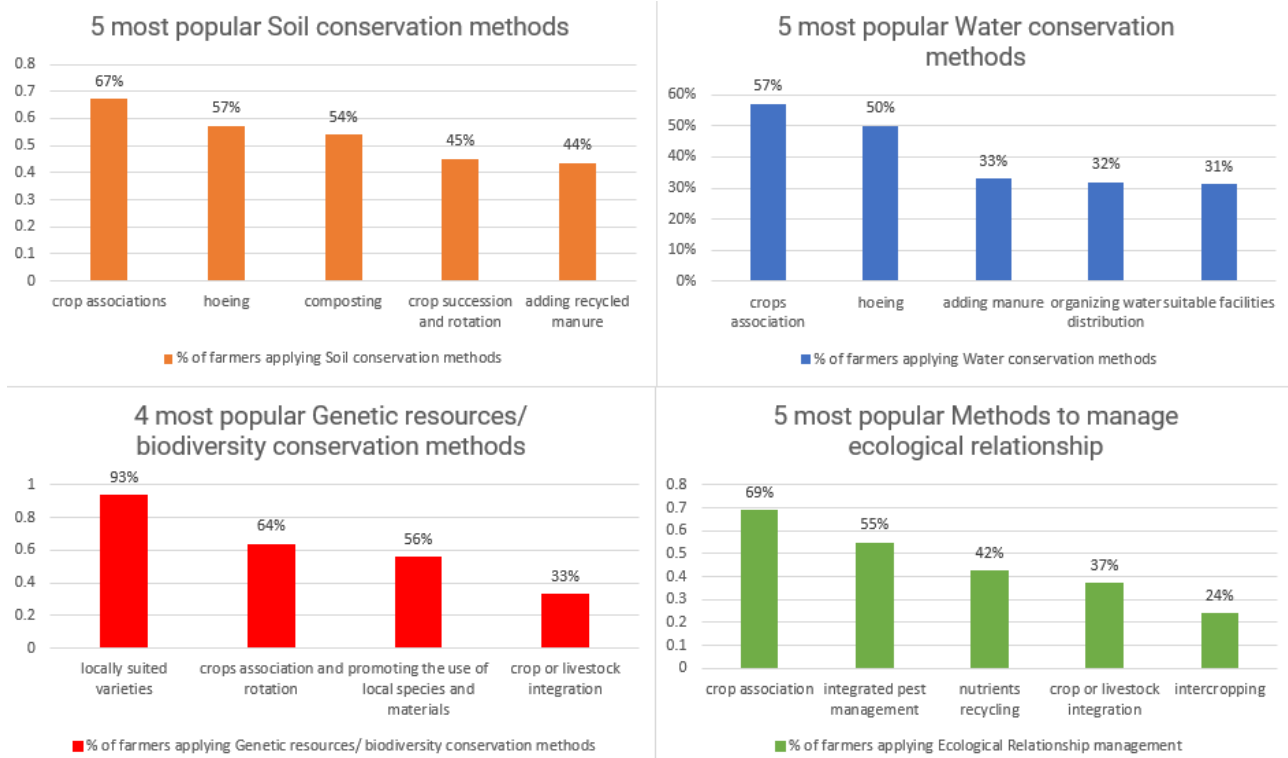 5 most popular Soil conservation methods
0.8
0.7
0.6
0.5
0.4
0.3
0.2
0.1
0
67%
57%
54%
45%
44%
crop associations
hoeing
composting
crop succession
and rotation
adding recycled
manure
% of farmers applying Soil conservation methods
5 most popular Water conservation
methods
60%
50%
40%
30%
20%
10%
0%
57%
50%
33%
32%
31%
crops
association
hoeing
adding manure
organizing water
distribution
suitable facilities
% of farmers applying Water conservation methods
4 most popular Genetic resources/
biodiversity conservation methods
1
0.8
0.6
0.4
0.2
0
93%
64%
56%
33%
locally suited
varieties
crops association and
rotation
promoting the use of
local species and
materials
crop or livestock
integration
% of farmers applying Genetic resources/ biodiversity conservation methods
5 most popular Methods to manage
ecological relationship
0.8
0.7
0.6
0.5
0.4
0.3
0.2
0.1
0
69%
55%
42%
37%
24%
crop association
integrated pest
management
nutrients
recycling
crop or livestock
integration
intercropping
% of farmers applying Ecological Relationship management